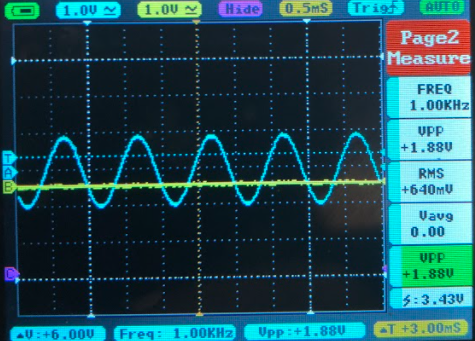 1.0V 1.0V Hide 0.5mS Trig AUTO
Page2
Measure
FREQ
1.00KHz
VPP
+1.88V
RMS
+640mV
Vavg
0.00
VPP
+1.88V
:3.43V
T
A
B
▲V:+6.00V Freq: 1.00KHz Vpp:+1.88V ▲T +3.00mS